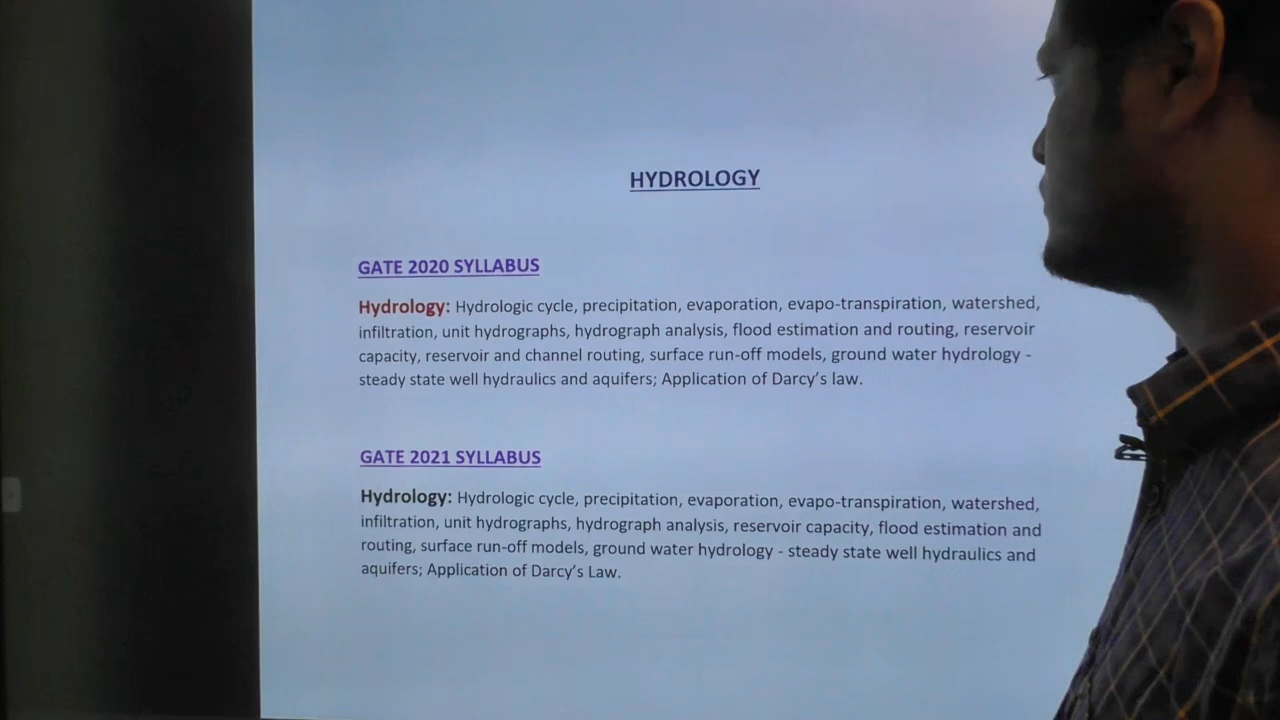 HYDROLOGY
GATE 2020 SYLLABUS
Hydrology: Hydrologic cycle, precipitation, evaporation, evapo-transpiration, watershed,
infiltration, unit hydrographs, hydrograph analysis, flood estimation and routing, reservoir
capacity, reservoir and channel routing, surface run-off models, ground water hydrology -
steady state well hydraulics and aquifers; Application of Darcy’s law.
GATE 2021 SYLLABUS
Hydrology: Hydrologic cycle, precipitation, evaporation, evapo-transpiration, watershed,
infiltration, unit hydrographs, hydrograph analysis, reservoir capacity, flood estimation and
routing, surface run-off models, ground water hydrology - steady state well hydraulics and
aquifers; Application of Darcy’s Law.